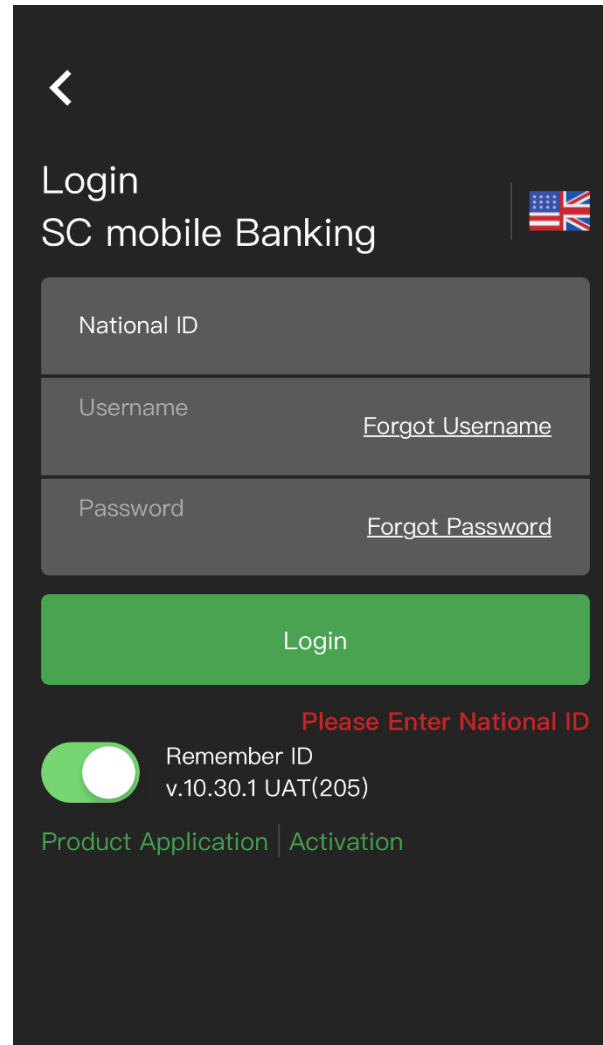 Login
SC mobile Banking
National ID
Username
Forgot Username
Password
Forgot Password
Login
Please Enter National ID
Remember ID
v.10.30.1 UAT(205)
Product Application
Activation